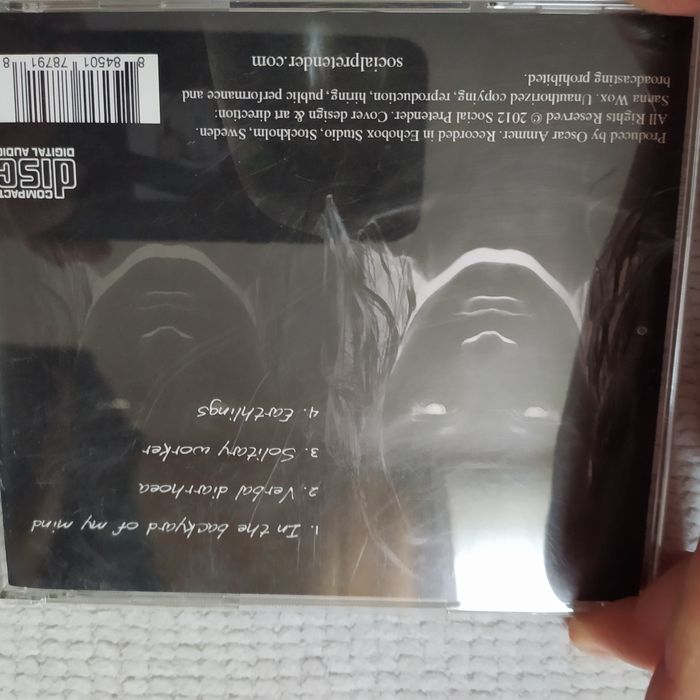 1. In the backyard of my mind
2. Verbal diarrhoea
3. Solitary worker
4. Earthlings
Produced by Oscar Ammer. Recorded in Echobox Studio, Stockholm, Sweden.
All Rights Reserved © 2012 Social Pretender. Cover design & art direction:
Sanna Wox. Unauthorized copying, reproduction, hiring, public performance and
broadcasting prohibited.
socialpretender.com
COMPACT
disc
DIGITAL AUDIO
8 84501 78791 8